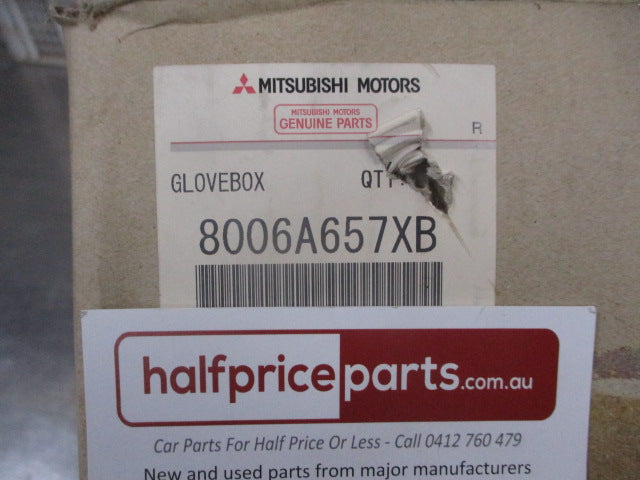 MITSUBISHI MOTORS
MITSUBISHI MOTORS
GENUINE PARTS
R
GLOVEBOX QTY:
8006A657XB
halfpriceparts.com.au
Car Parts For Half Price Or Less - Call 0412 760 479
New and used parts from major manufacturers